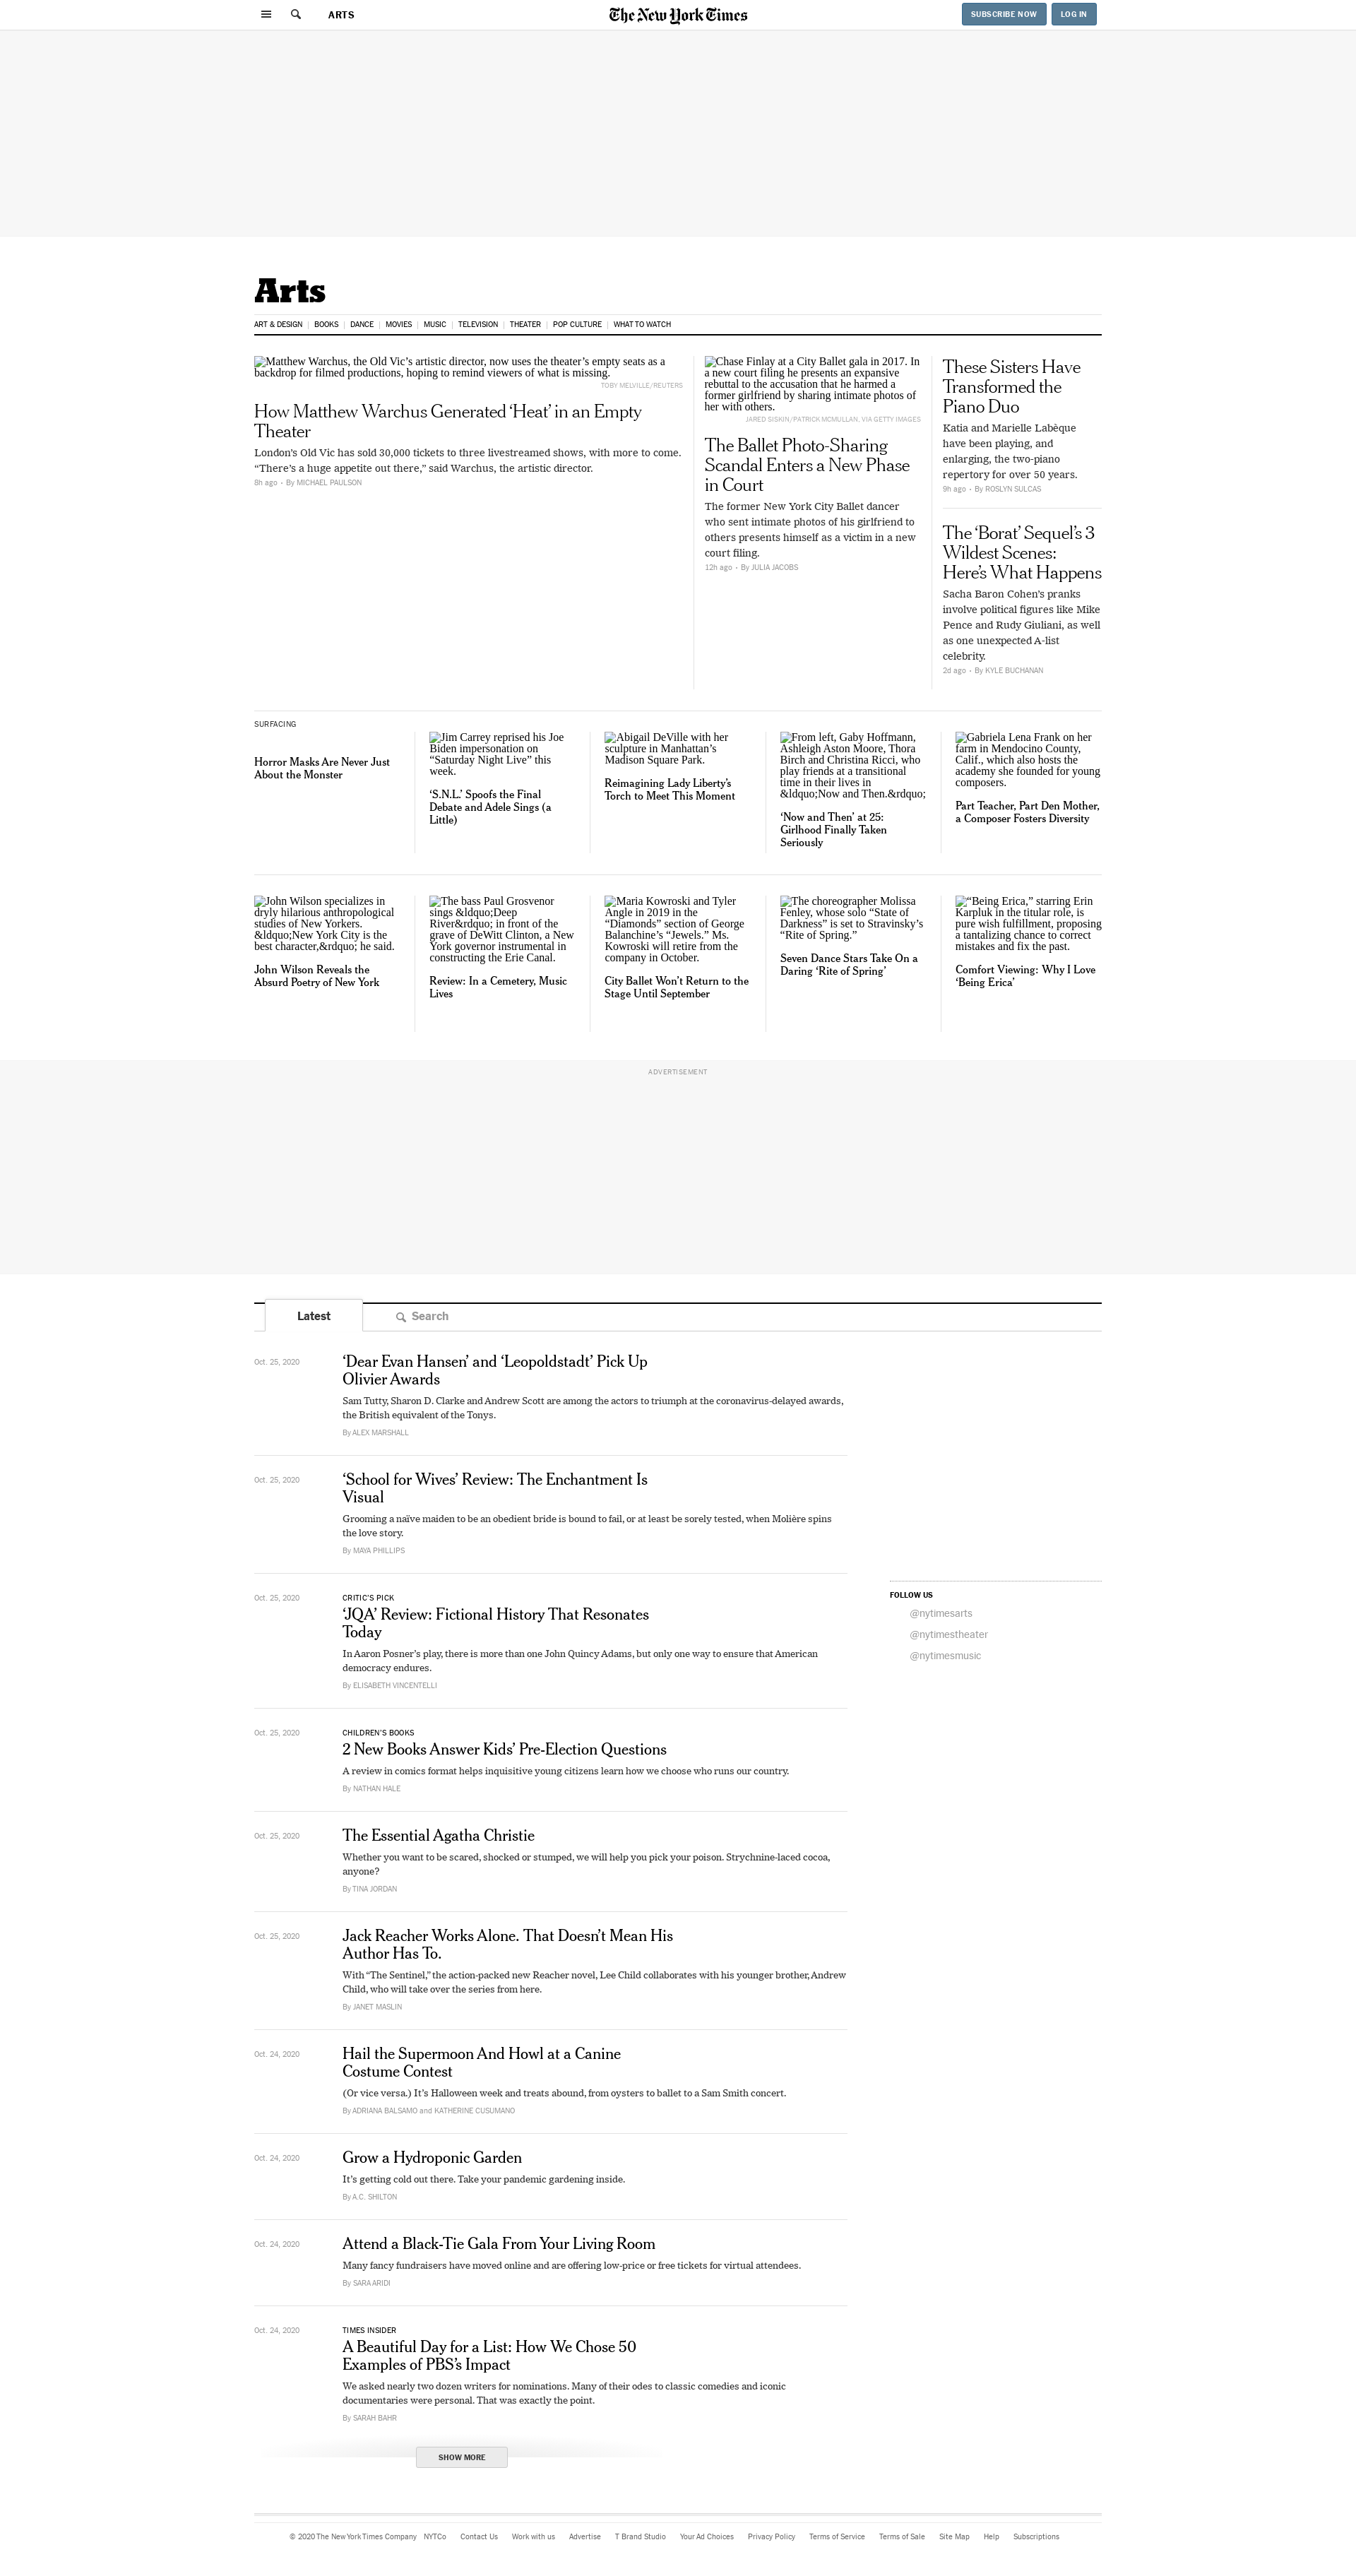 ARTS
The New York Times
SUBSCRIBE NOW
LOG IN
Arts
ART & DESIGN
BOOKS
DANCE
MOVIES
MUSIC
TELEVISION
THEATER
POP CULTURE
WHAT TO WATCH
Matthew Warchus, the Old Vic’s artistic director, now uses the theater’s empty seats as a
backdrop for filmed productions, hoping to remind viewers of what is missing.
TOBY MELVILLE/REUTERS
How Matthew Warchus Generated ‘Heat’ in an Empty
Theater
London’s Old Vic has sold 30,000 tickets to three livestreamed shows, with more to come.
“There’s a huge appetite out there,” said Warchus, the artistic director.
8h ago • By MICHAEL PAULSON
Chase Finlay at a City Ballet gala in 2017. In
a new court filing he presents an expansive
rebuttal to the accusation that he harmed a
former girlfriend by sharing intimate photos of
her with others.
JARED SISKIN/PATRICK MCMULLAN, VIA GETTY IMAGES
The Ballet Photo-Sharing
Scandal Enters a New Phase
in Court
The former New York City Ballet dancer
who sent intimate photos of his girlfriend to
others presents himself as a victim in a new
court filing.
12h ago • By JULIA JACOBS
These Sisters Have
Transformed the
Piano Duo
Katia and Marielle Labèque
have been playing, and
enlarging, the two-piano
repertory for over 50 years.
9h ago • By ROSLYN SULCAS
The ‘Borat’ Sequel’s 3
Wildest Scenes:
Here’s What Happens
Sacha Baron Cohen’s pranks
involve political figures like Mike
Pence and Rudy Giuliani, as well
as one unexpected A-list
celebrity.
2d ago • By KYLE BUCHANAN
SURFACING
Horror Masks Are Never Just
About the Monster
Jim Carrey reprised his Joe
Biden impersonation on
“Saturday Night Live” this
week.
‘S.N.L.’ Spoofs the Final
Debate and Adele Sings (a
Little)
Abigail DeVille with her
sculpture in Manhattan’s
Madison Square Park.
Reimagining Lady Liberty’s
Torch to Meet This Moment
From left, Gaby Hoffmann,
Ashleigh Aston Moore, Thora
Birch and Christina Ricci, who
play friends at a transitional
time in their lives in
&ldquo;Now and Then.&rdquo;
‘Now and Then’ at 25:
Girlhood Finally Taken
Seriously
Gabriela Lena Frank on her
farm in Mendocino County,
Calif., which also hosts the
academy she founded for young
composers.
Part Teacher, Part Den Mother,
a Composer Fosters Diversity
John Wilson specializes in
dryly hilarious anthropological
studies of New Yorkers.
&ldquo;New York City is the
best character,&rdquo; he said.
John Wilson Reveals the
Absurd Poetry of New York
The bass Paul Grosvenor
sings &ldquo;Deep
River&rdquo; in front of the
grave of DeWitt Clinton, a New
York governor instrumental in
constructing the Erie Canal.
Review: In a Cemetery, Music
Lives
Maria Kowroski and Tyler
Angle in 2019 in the
“Diamonds” section of George
Balanchine’s “Jewels.” Ms.
Kowroski will retire from the
company in October.
City Ballet Won’t Return to the
Stage Until September
The choreographer Molissa
Fenley, whose solo “State of
Darkness” is set to Stravinsky’s
“Rite of Spring.”
Seven Dance Stars Take On a
Daring ‘Rite of Spring’
“Being Erica,” starring Erin
Karpluk in the titular role, is
pure wish fulfillment, proposing
a tantalizing chance to correct
mistakes and fix the past.
Comfort Viewing: Why I Love
‘Being Erica’
ADVERTISEMENT
Latest
Search
Oct. 25, 2020
‘Dear Evan Hansen’ and ‘Leopoldstadt’ Pick Up
Olivier Awards
Sam Tutty, Sharon D. Clarke and Andrew Scott are among the actors to triumph at the coronavirus-delayed awards,
the British equivalent of the Tonys.
By ALEX MARSHALL
Oct. 25, 2020
‘School for Wives’ Review: The Enchantment Is
Visual
Grooming a naïve maiden to be an obedient bride is bound to fail, or at least be sorely tested, when Molière spins
the love story.
By MAYA PHILLIPS
Oct. 25, 2020
CRITIC’S PICK
‘JQA’ Review: Fictional History That Resonates
Today
In Aaron Posner’s play, there is more than one John Quincy Adams, but only one way to ensure that American
democracy endures.
By ELISABETH VINCENTELLI
FOLLOW US
@nytimesarts
@nytimestheater
@nytimesmusic
Oct. 25, 2020
CHILDREN’S BOOKS
2 New Books Answer Kids’ Pre-Election Questions
A review in comics format helps inquisitive young citizens learn how we choose who runs our country.
By NATHAN HALE
Oct. 25, 2020
The Essential Agatha Christie
Whether you want to be scared, shocked or stumped, we will help you pick your poison. Strychnine-laced cocoa,
anyone?
By TINA JORDAN
Oct. 25, 2020
Jack Reacher Works Alone. That Doesn’t Mean His
Author Has To.
With “The Sentinel,” the action-packed new Reacher novel, Lee Child collaborates with his younger brother, Andrew
Child, who will take over the series from here.
By JANET MASLIN
Oct. 24, 2020
Hail the Supermoon And Howl at a Canine
Costume Contest
(Or vice versa.) It’s Halloween week and treats abound, from oysters to ballet to a Sam Smith concert.
By ADRIANA BALSAMO and KATHERINE CUSUMANO
Oct. 24, 2020
Grow a Hydroponic Garden
It’s getting cold out there. Take your pandemic gardening inside.
By A.C. SHILTON
Oct. 24, 2020
Attend a Black-Tie Gala From Your Living Room
Many fancy fundraisers have moved online and are offering low-price or free tickets for virtual attendees.
By SARA ARIDI
Oct. 24, 2020
TIMES INSIDER
A Beautiful Day for a List: How We Chose 50
Examples of PBS’s Impact
We asked nearly two dozen writers for nominations. Many of their odes to classic comedies and iconic
documentaries were personal. That was exactly the point.
By SARAH BAHR
SHOW MORE
© 2020 The New York Times Company
NYTCo
Contact Us
Work with us
Advertise
T Brand Studio
Your Ad Choices
Privacy Policy
Terms of Service
Terms of Sale
Site Map
Help
Subscriptions